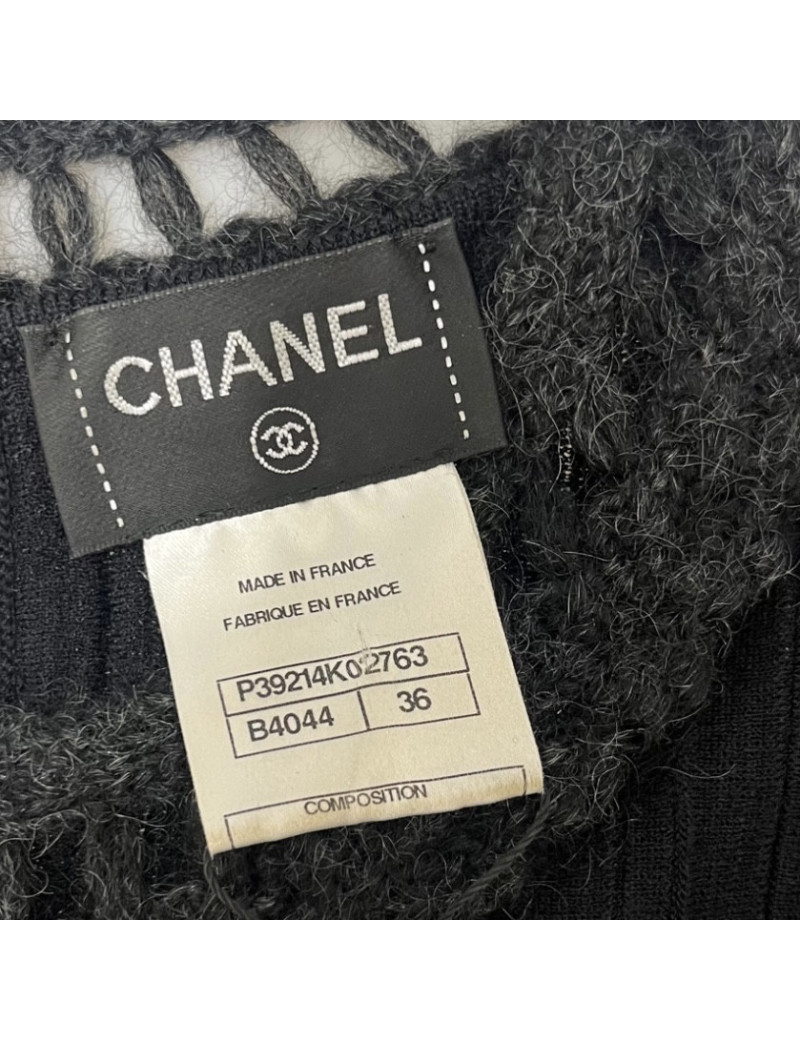 CHANEL
MADE IN FRANCE
FABRIQUE EN FRANCE
P39214K02763
B4044 36
COMPOSITION